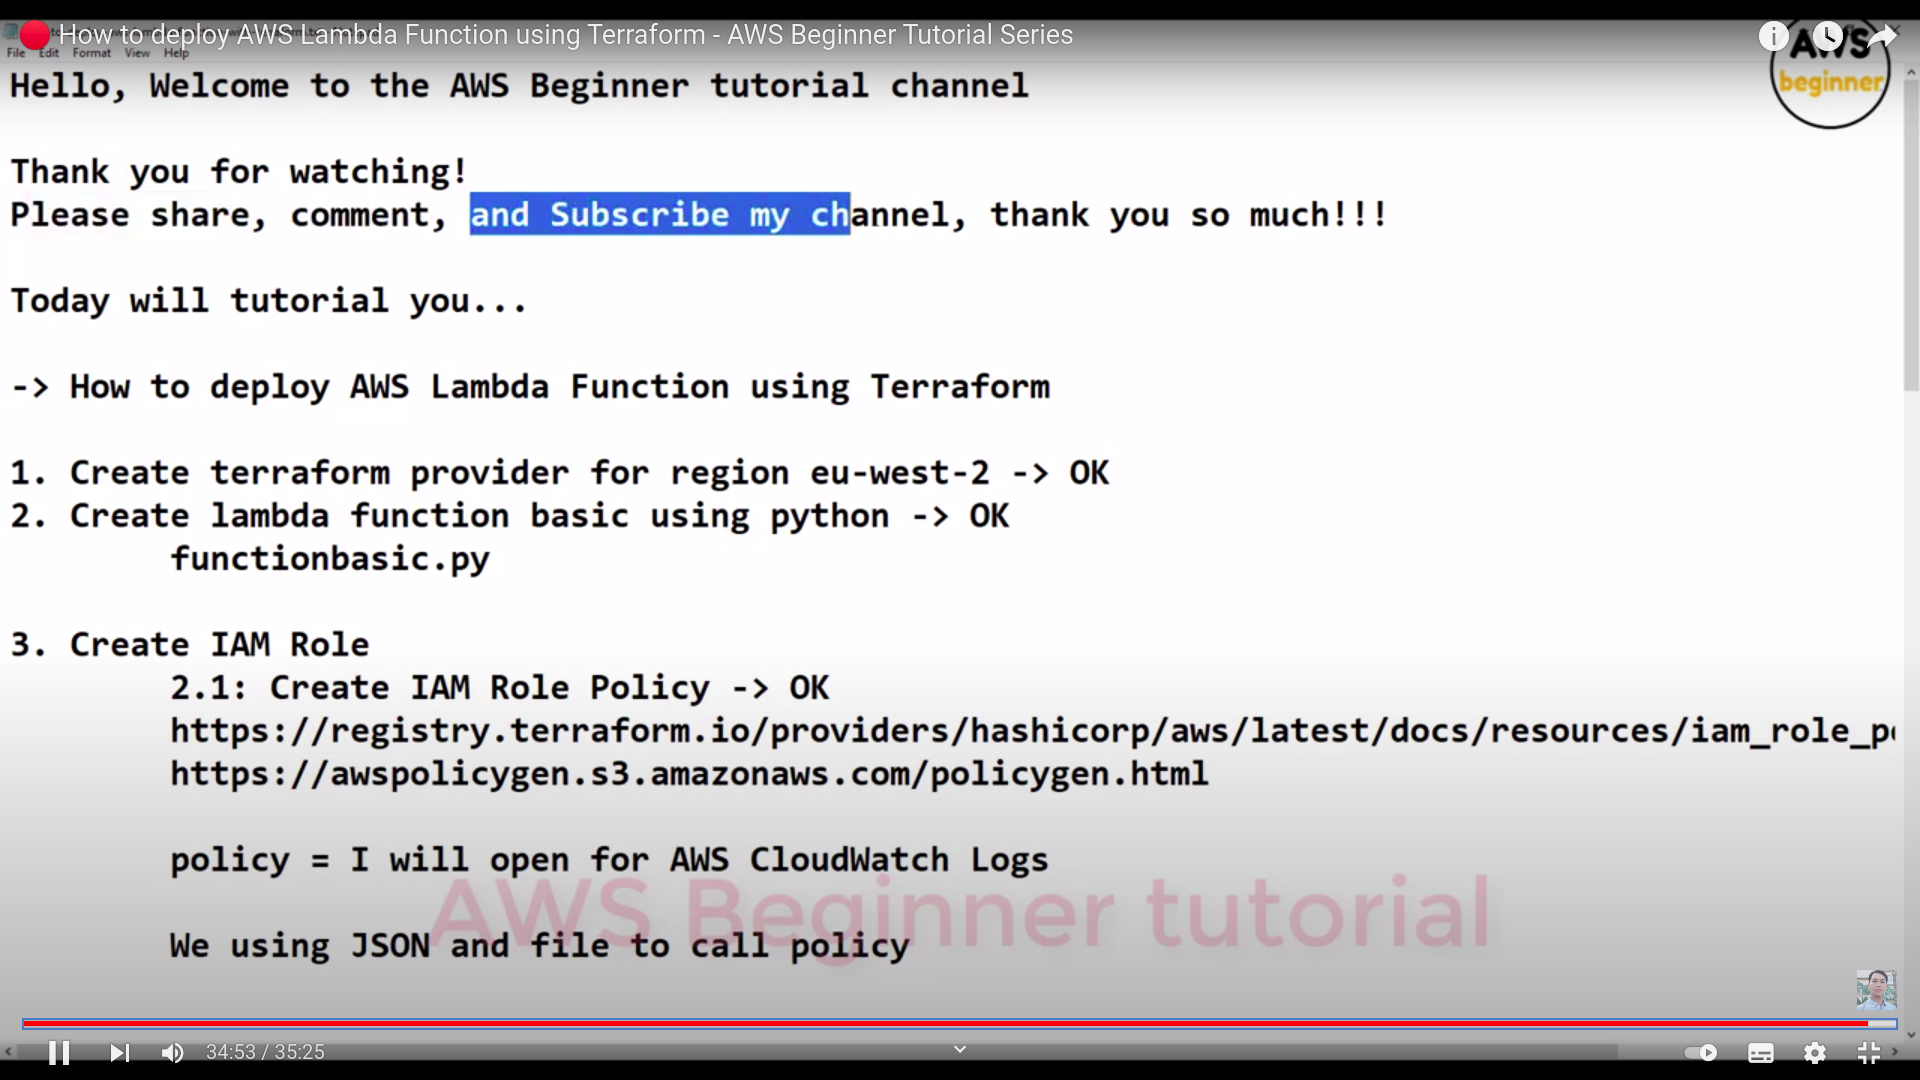 How to deploy AWS Lambda Function using Terraform - AWS Beginner Tutorial Series
File Edit Format View Help
AWS
beginner
Hello, Welcome to the AWS Beginner tutorial channel
Thank you for watching!
Please share, comment, and Subscribe my channel, thank you so much!!!
Today will tutorial you...
-> How to deploy AWS Lambda Function using Terraform
1. Create terraform provider for region eu-west-2 -> OK
2. Create lambda function basic using python -> OK
functionbasic.py
3. Create IAM Role
2.1: Create IAM Role Policy -> OK
https://registry.terraform.io/providers/hashicorp/aws/latest/docs/resources/iam_role_p
https://awspolicygen.s3.amazonaws.com/policygen.html
policy = I will open for AWS CloudWatch Logs
AWS Beginner tutorial
We using JSON and file to call policy
34:53 / 35:25